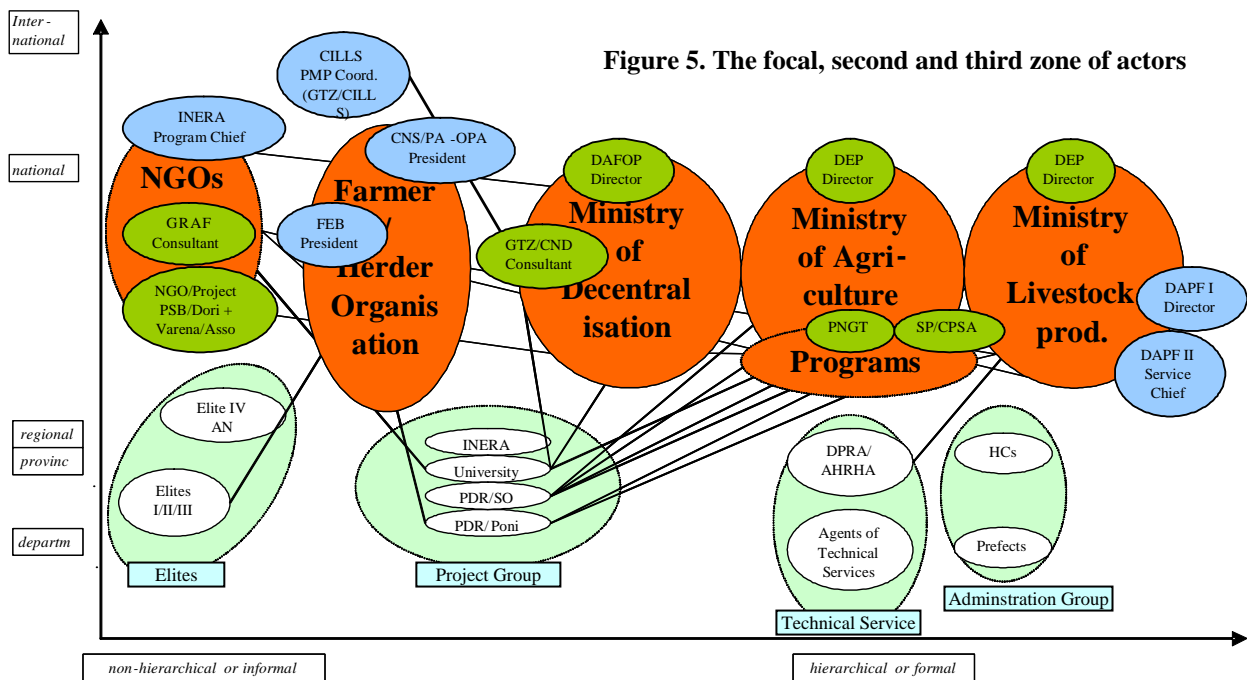 Inter -
national
Figure 5. The focal, second and third zone of actors
CILLS
PMP Coord.
(GTZ/CILL
S)
INERA
Program Chief
CNS/PA -OPA
President
DAFOP
Director
DEP
Director
DEP
Director
national
NGOs
Farmer
/
Herder
Organis
ation
Ministry
of
Decentral
isation
Ministry
of Agri-
culture
Ministry
of
Livestock
prod.
GRAF
Consultant
FEB
President
GTZ/CND
Consultant
NGO/Project
PSB/Dori +
Varena/Asso
DAPF I
Director
PNGT
SP/CPSA
Programs
DAPF II
Service
Chief
Elite IV
AN
regional
provinc
INERA
University
PDR/SO
PDR/ Poni
DPRA/
AHRHA
HCs
Elites
I/II/III
departm
Agents of
Technical
Services
Prefects
Elites
Project Group
Technical Service
Adminstration Group
non-hierarchical or informal
hierarchical or formal